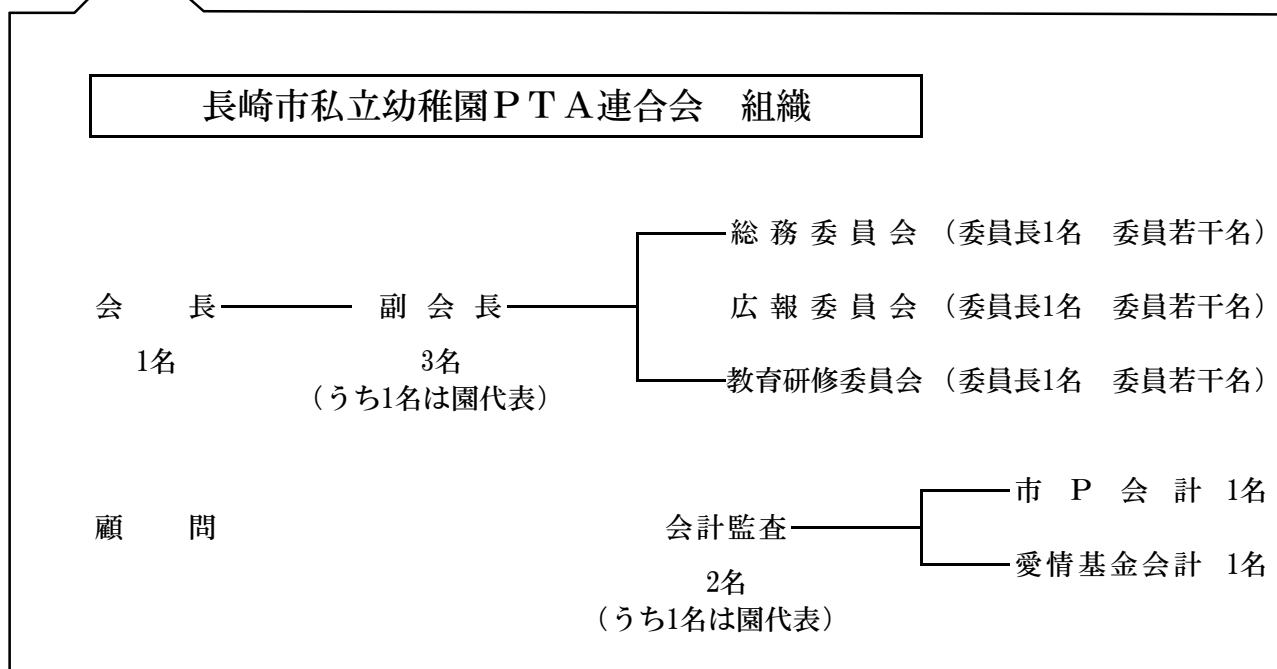 長崎市私立幼稚園ＰＴＡ連合会　組織
総務委員会（委員長1名　委員若干名）
会　長　副会長　広報委員会（委員長1名　委員若干名）
1名　3名
（うち1名は園代表）　教育研修委員会（委員長1名　委員若干名）
市Ｐ会計　1名
顧　問　会計監査
愛情基金会計　1名
2名
（うち1名は園代表）